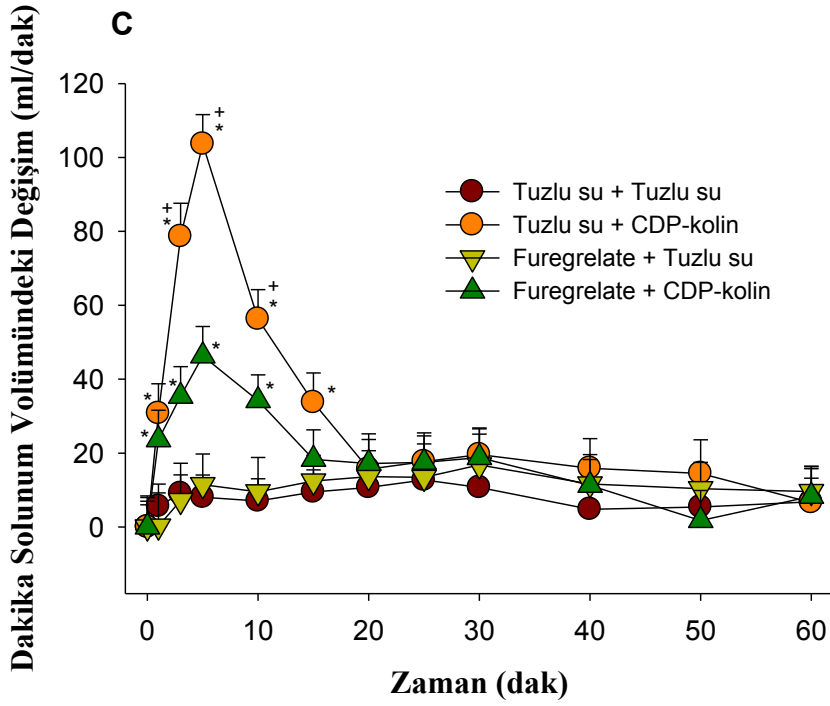 C
Dakika Solunum Volümündeki Değişim (ml/dak)
120
100
80
60
40
20
0
+
*
+
*
+
*
*
*
*
*
*
*
*
Tuzlu su + Tuzlu su
Tuzlu su + CDP-kolin
Furegrelate + Tuzlu su
Furegrelate + CDP-kolin
0 10 20 30 40 50 60
Zaman (dak)